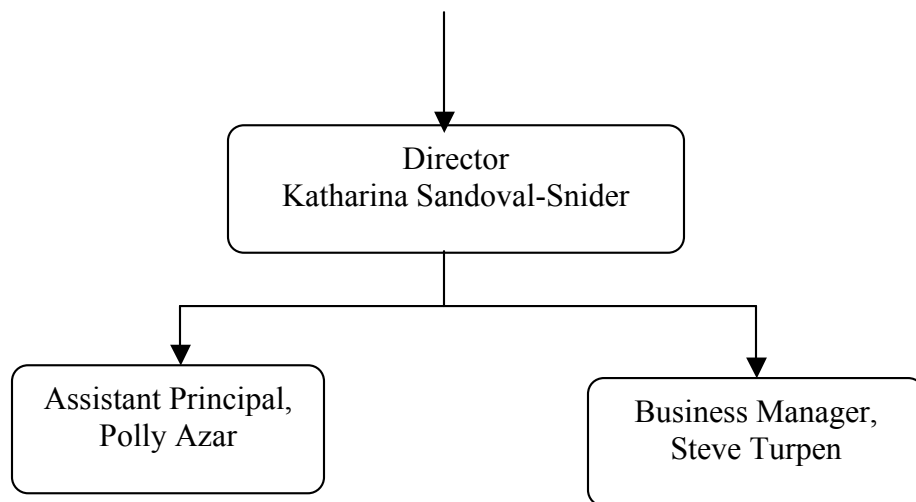 Director
Katharina Sandoval-Snider
Assistant Principal,
Polly Azar
Business Manager,
Steve Turpen